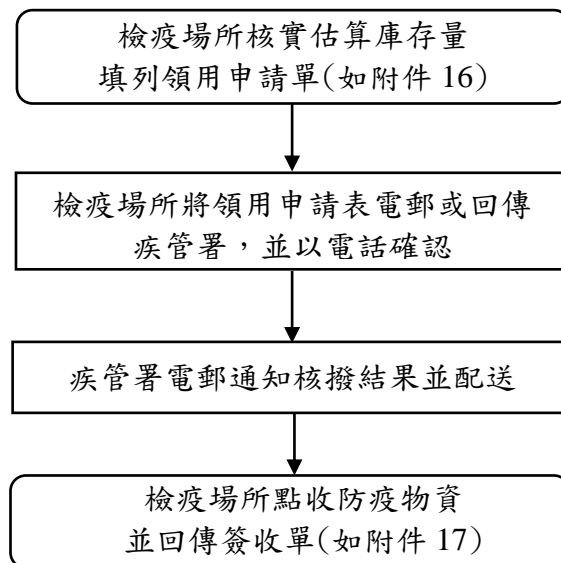 檢疫場所核實估算庫存量
填列領用申請單(如附件 16)
檢疫場所將領用申請表電郵或回傳
疾管署，並以電話確認
疾管署電郵通知核撥結果並配送
檢疫場所點收防疫物資
並回傳簽收單(如附件 17)